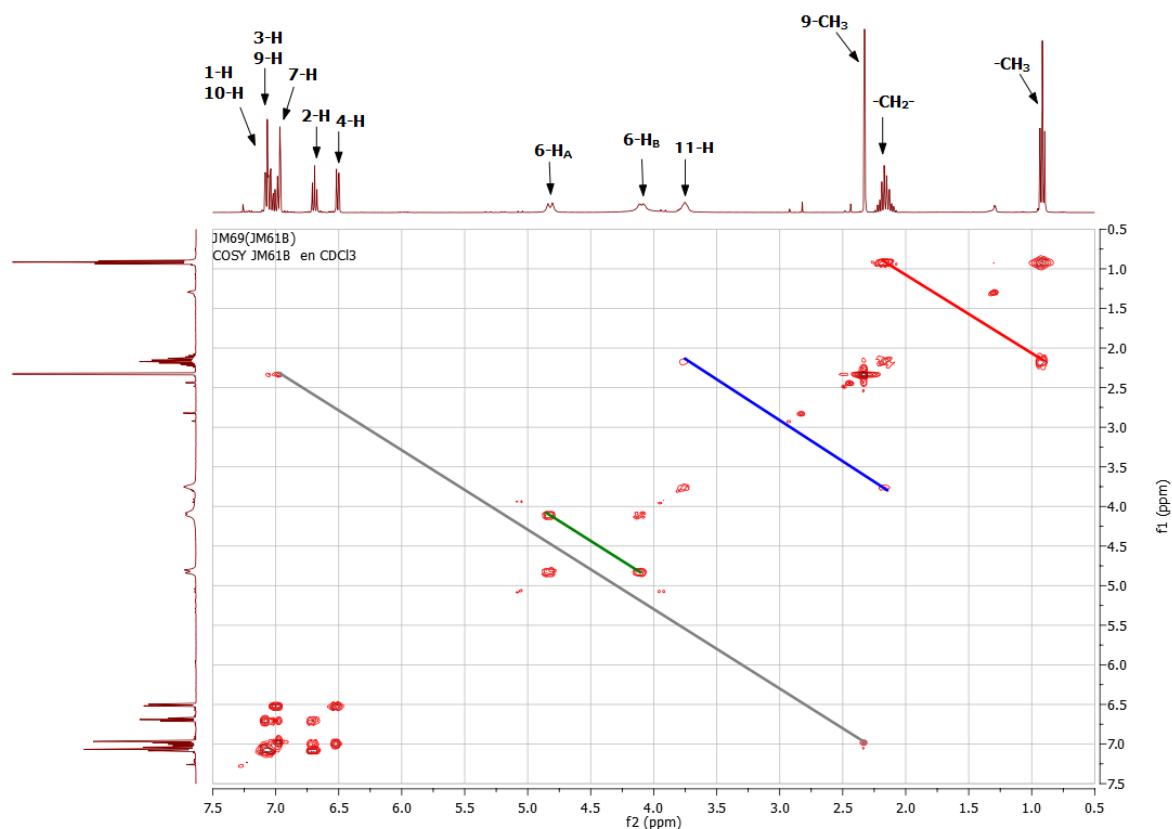 3-H
9-H
1-H
10-H
7-H
2-H
4-H
6-HA
6-HB
11-H
9-CH3
-CH2-
-CH3
JM69(JM61B)
COSY JM61B en CDCl3
0.5
1.0
1.5
2.0
2.5
3.0
3.5
4.0
4.5
5.0
5.5
6.0
6.5
7.0
7.5
f1 (ppm)
7.5 7.0 6.5 6.0 5.5 5.0 4.5 4.0 3.5 3.0 2.5 2.0 1.5 1.0 0.5
f2 (ppm)